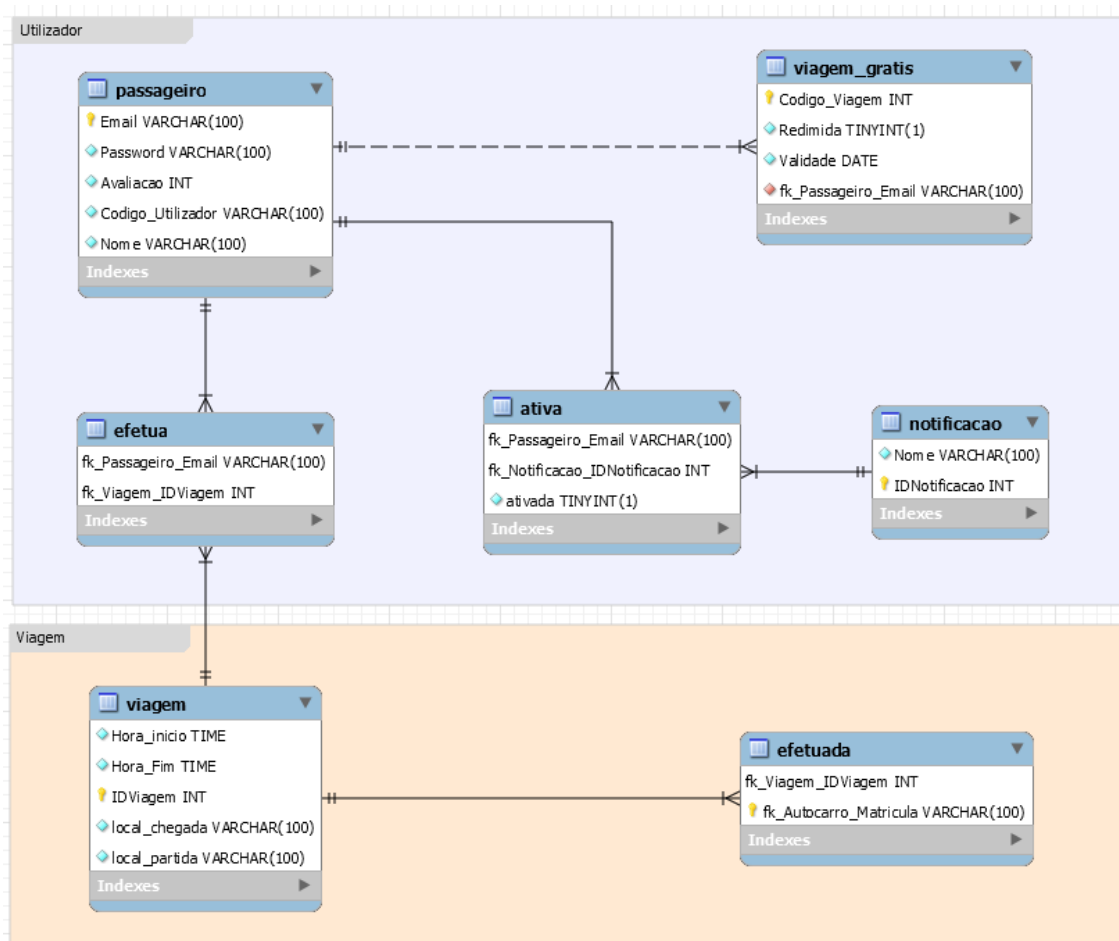 Utilizador
passageiro
Email VARCHAR(100)
Password VARCHAR(100)
Avaliacao INT
Codigo_Utilizador VARCHAR(100)
Nome VARCHAR(100)
Indexes
viagem_gratis
Codigo_Viagem INT
Redimida TINYINT(1)
Validade DATE
fk_Passageiro_Email VARCHAR(100)
Indexes
efetua
fk_Passageiro_Email VARCHAR(100)
fk_Viagem_IDViagem INT
Indexes
ativa
fk_Passageiro_Email VARCHAR(100)
fk_Notificacao_IDNotificacao INT
ativada TINYINT(1)
Indexes
notificacao
Nome VARCHAR(100)
IDNotificacao INT
Indexes
Viagem
viagem
Hora_inicio TIME
Hora_Fim TIME
IDViagem INT
local_chegada VARCHAR(100)
local_partida VARCHAR(100)
Indexes
efetuada
fk_Viagem_IDViagem INT
fk_Autocarro_Matricula VARCHAR(100)
Indexes